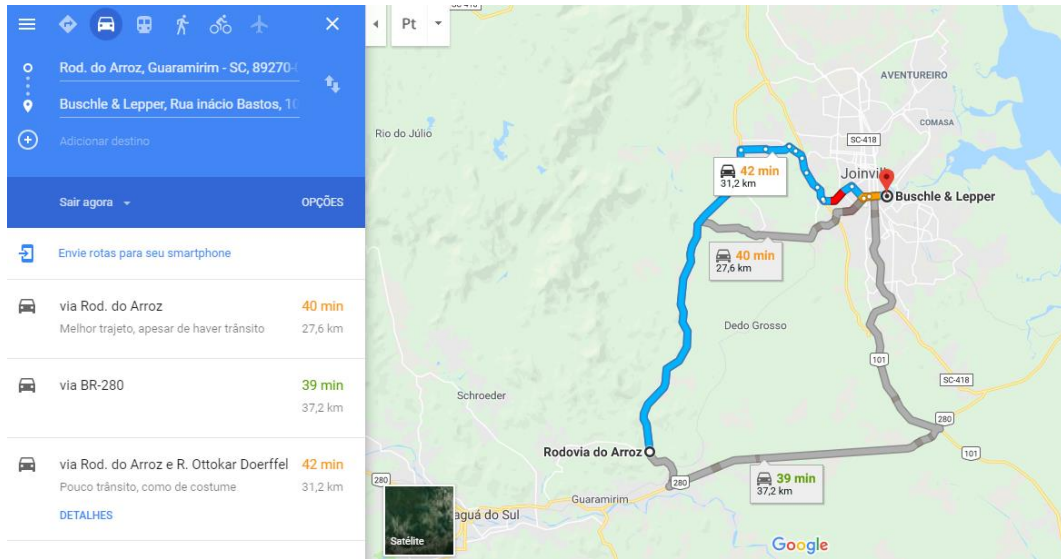 Rod. do Arroz, Guaramirim - SC, 89270-
Buschle & Lepper, Rua inácio Bastos, 10
Adicionar destino
Sair agora
OPÇÕES
Envie rotas para seu smartphone
via Rod. do Arroz
40 min
Melhor trajeto, apesar de haver trânsito
27,6 km
via BR-280
39 min
37,2 km
via Rod. do Arroz e R. Ottokar Doerffel
42 min
Pouco trânsito, como de costume
31,2 km
DETALHES
Pt
AVENTUREIRO
COMASA
Rio do Júlio
SC-418
42 min
31,2 km
Joinvill
Buschle & Lepper
40 min
27,6 km
Dedo Grosso
101
SC-418
Schroeder
280
Rodovia do Arroz
101
280
39 min
37,2 km
280
Guaramirim
aguá do Sul
Satélite
Google